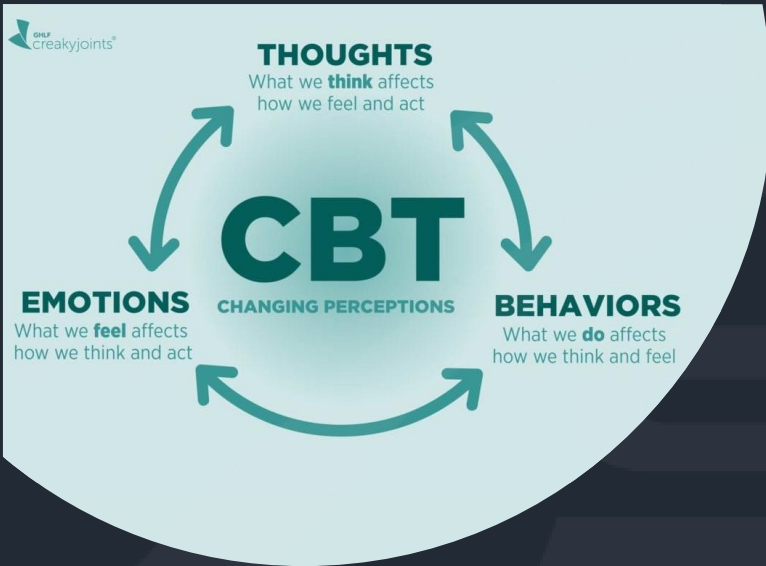 GHLF
creakyjoints®
THOUGHTS
What we think affects
how we feel and act
CBT
CHANGING PERCEPTIONS
EMOTIONS
What we feel affects
how we think and act
BEHAVIORS
What we do affects
how we think and feel